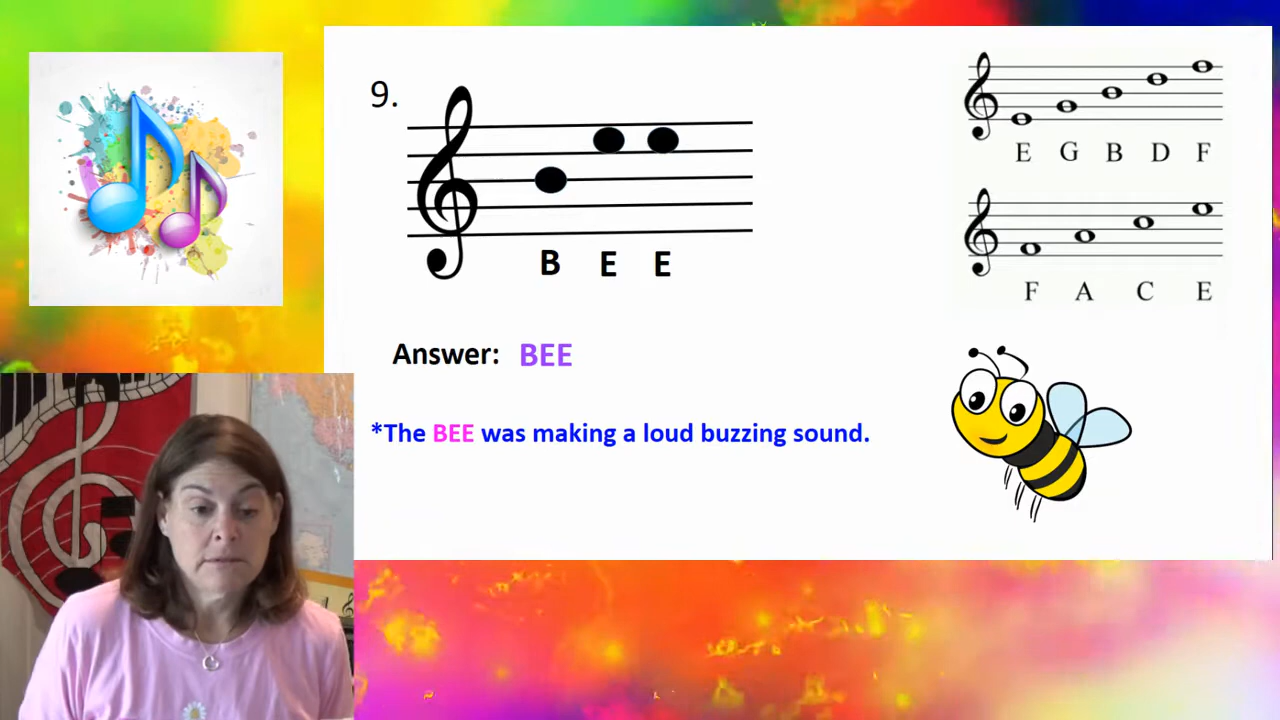 9.
B E E
Answer: BEE
*The BEE was making a loud buzzing sound.
E G B D F
F A C E